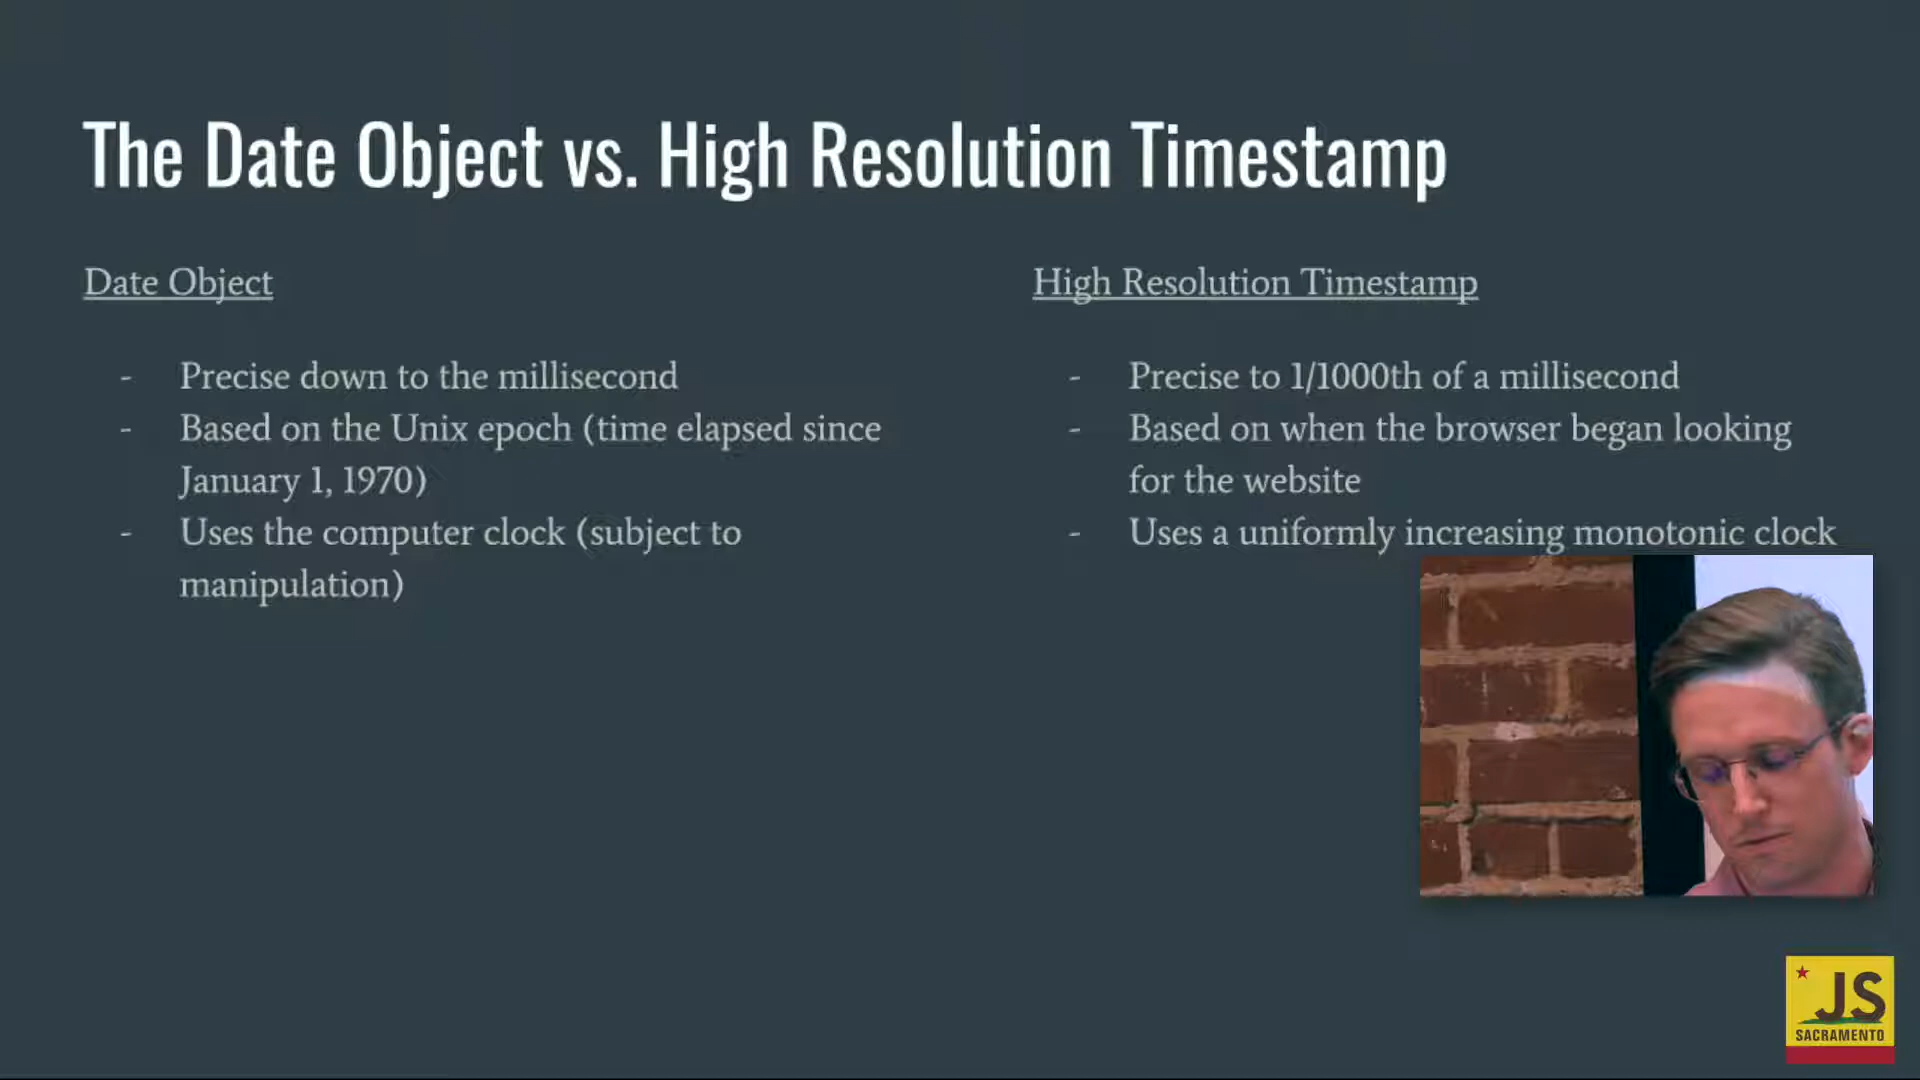 The Date Object vs. High Resolution Timestamp
Date Object
- Precise down to the millisecond
- Based on the Unix epoch (time elapsed since
January 1, 1970)
- Uses the computer clock (subject to
manipulation)
High Resolution Timestamp
- Precise to 1/1000th of a millisecond
- Based on when the browser began looking
for the website
- Uses a uniformly increasing monotonic clock
JS
SACRAMENTO